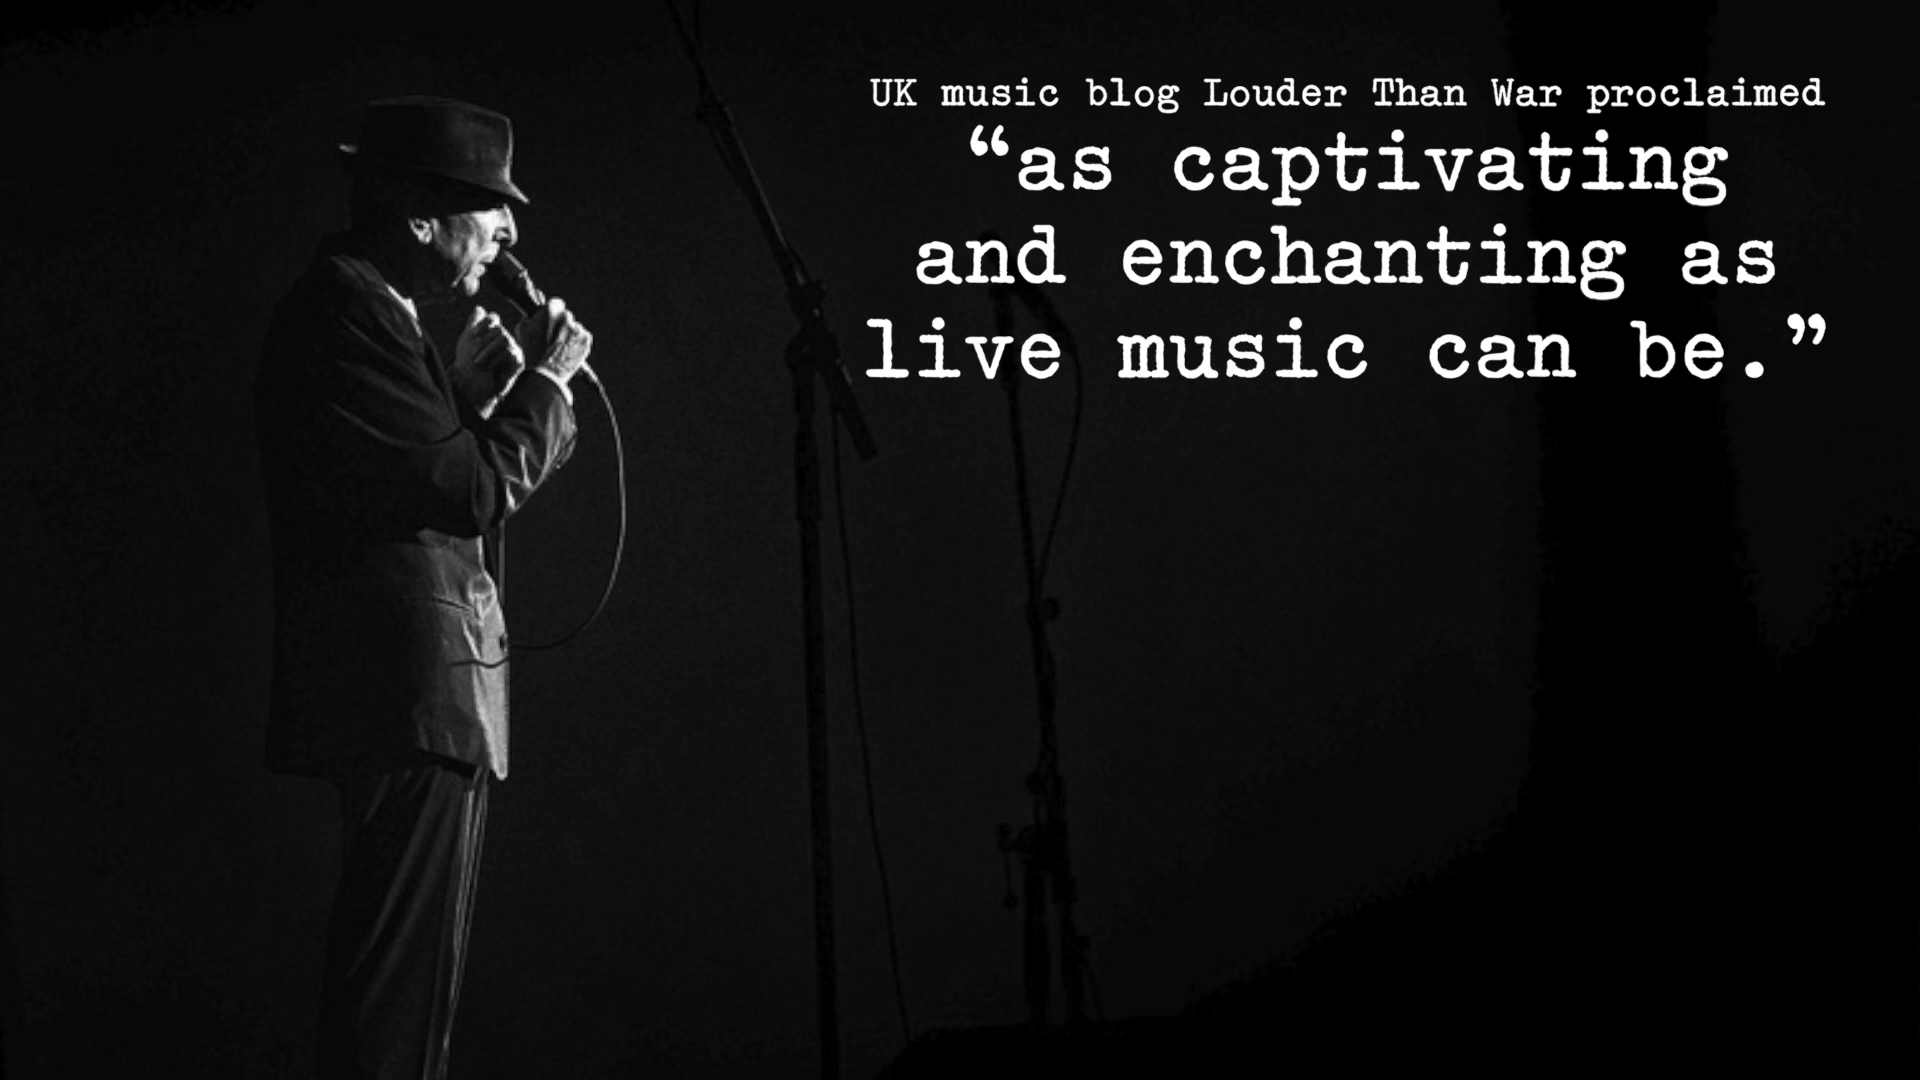 UK music blog Louder Than War proclaimed
“as captivating
and enchanting as
live music can be.”